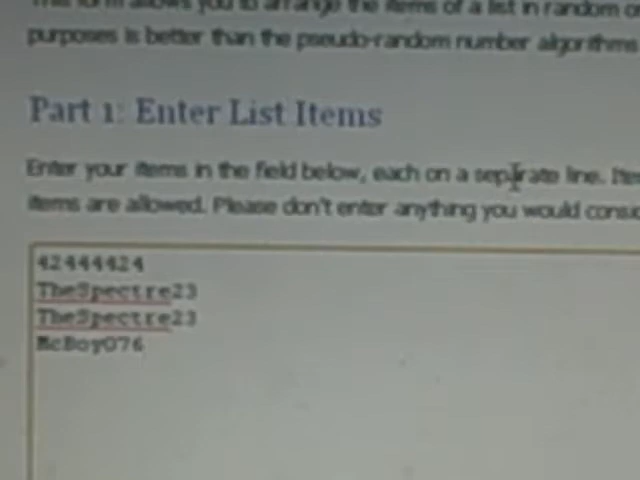 This form allows you to arrange the items of a list in random
purposes is better than the pseudo-random number algorithms
Part 1: Enter List Items
Enter your items in the field below, each on a separate line.
items are allowed. Please don't enter anything you would
42444424
TheSpectre23
TheSpectre23
McBoy076